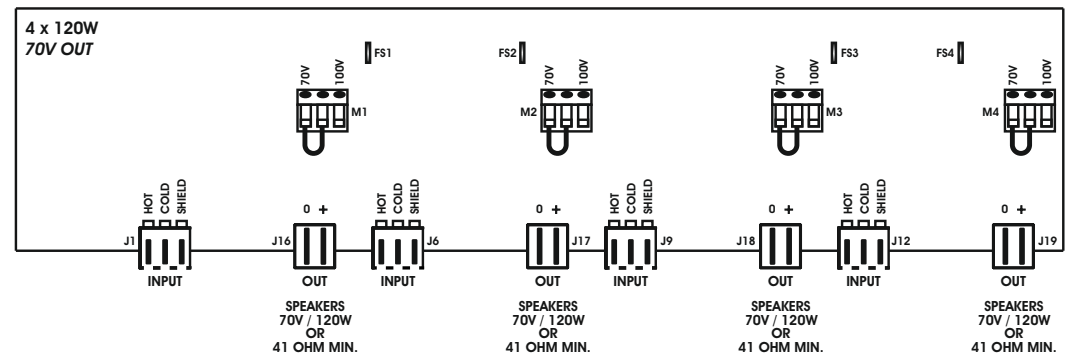 4 x 120W
70V OUT
FS1
FS2
FS3
FS4
70V
100V
70V
100V
70V
100V
70V
100V
M1
M2
M3
M4
HOT
COLD
SHIELD
HOT
COLD
SHIELD
HOT
COLD
SHIELD
HOT
COLD
SHIELD
0 +
0 +
0 +
0 +
J1
J16
J6
J17
J9
J18
J12
J19
INPUT
OUT
INPUT
OUT
INPUT
OUT
INPUT
OUT
SPEAKERS
70V / 120W
OR
41 OHM MIN.
SPEAKERS
70V / 120W
OR
41 OHM MIN.
SPEAKERS
70V / 120W
OR
41 OHM MIN.
SPEAKERS
70V / 120W
OR
41 OHM MIN.